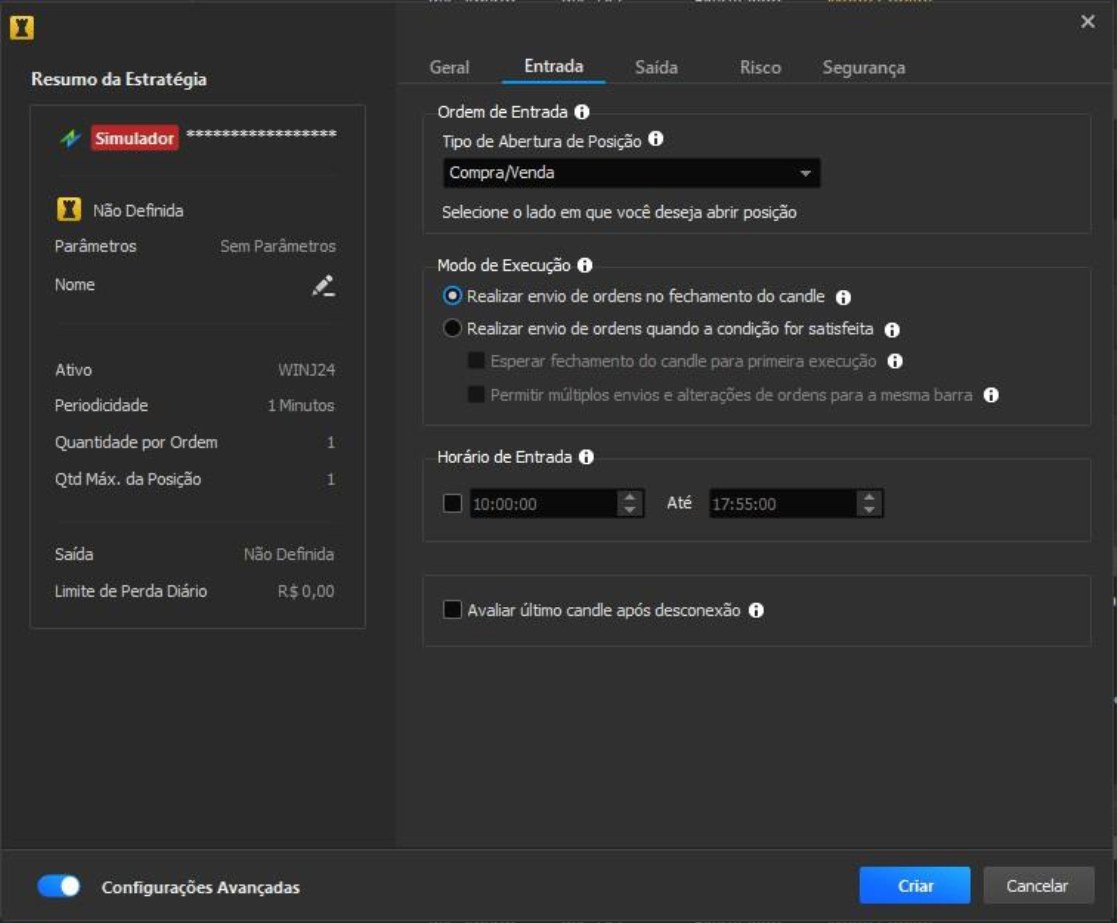 Resumo da Estratégia
Simulador *****************
Não Definida
Parâmetros Sem Parâmetros
Nome
Ativo WINJ24
Periodicidade 1 Minutos
Quantidade por Ordem 1
Qtd Máx. da Posição 1
Saída Não Definida
Limite de Perda Diário R$ 0,00
Geral Entrada Saída Risco Segurança
Ordem de Entrada
Tipo de Abertura de Posição
Compra/Venda
Selecione o lado em que você deseja abrir posição
Modo de Execução
Realizar envio de ordens no fechamento do candle
Realizar envio de ordens quando a condição for satisfeita
Esperar fechamento do candle para primeira execução
Permitir múltiplos envios e alterações de ordens para a mesma barra
Horário de Entrada
10:00:00 Até 17:55:00
Avaliar último candle após desconexão
Configurações Avançadas
Criar Cancelar